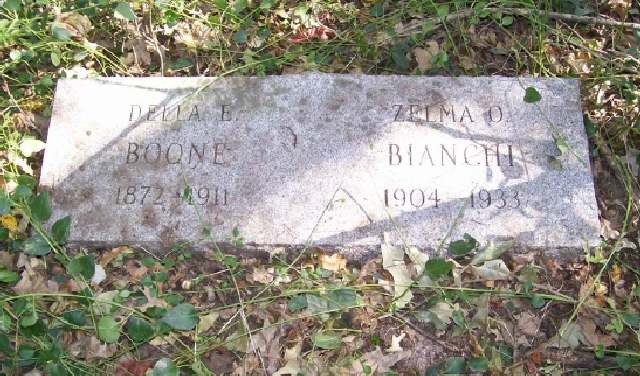 DELLA E.
BOONE
1872 - 1911
ZELMA O.
BIANCHI
1904 - 1933